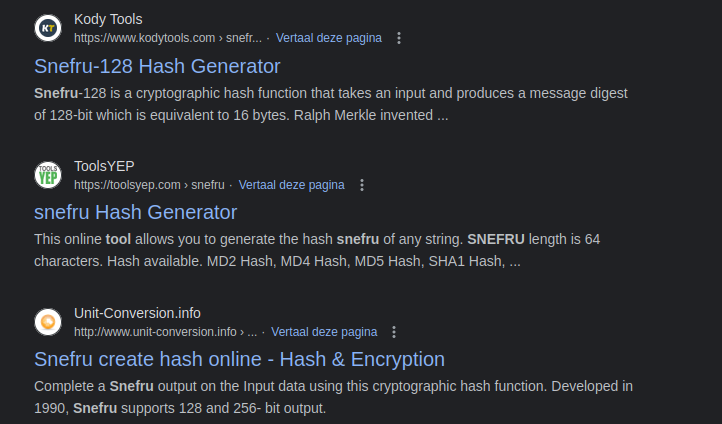 KT
Kody Tools
https://www.kodytools.com › snefr... · Vertaal deze pagina
Snefru-128 Hash Generator
Snefru-128 is a cryptographic hash function that takes an input and produces a message digest
of 128-bit which is equivalent to 16 bytes. Ralph Merkle invented ...
TOOLS
YEP
ToolsYEP
https://toolsyep.com › snefru · Vertaal deze pagina
snefru Hash Generator
This online tool allows you to generate the hash snefru of any string. SNEFRU length is 64
characters. Hash available. MD2 Hash, MD4 Hash, MD5 Hash, SHA1 Hash, ...
Unit-Conversion.info
http://www.unit-conversion.info › ... · Vertaal deze pagina
Snefru create hash online - Hash & Encryption
Complete a Snefru output on the Input data using this cryptographic hash function. Developed in
1990, Snefru supports 128 and 256- bit output.